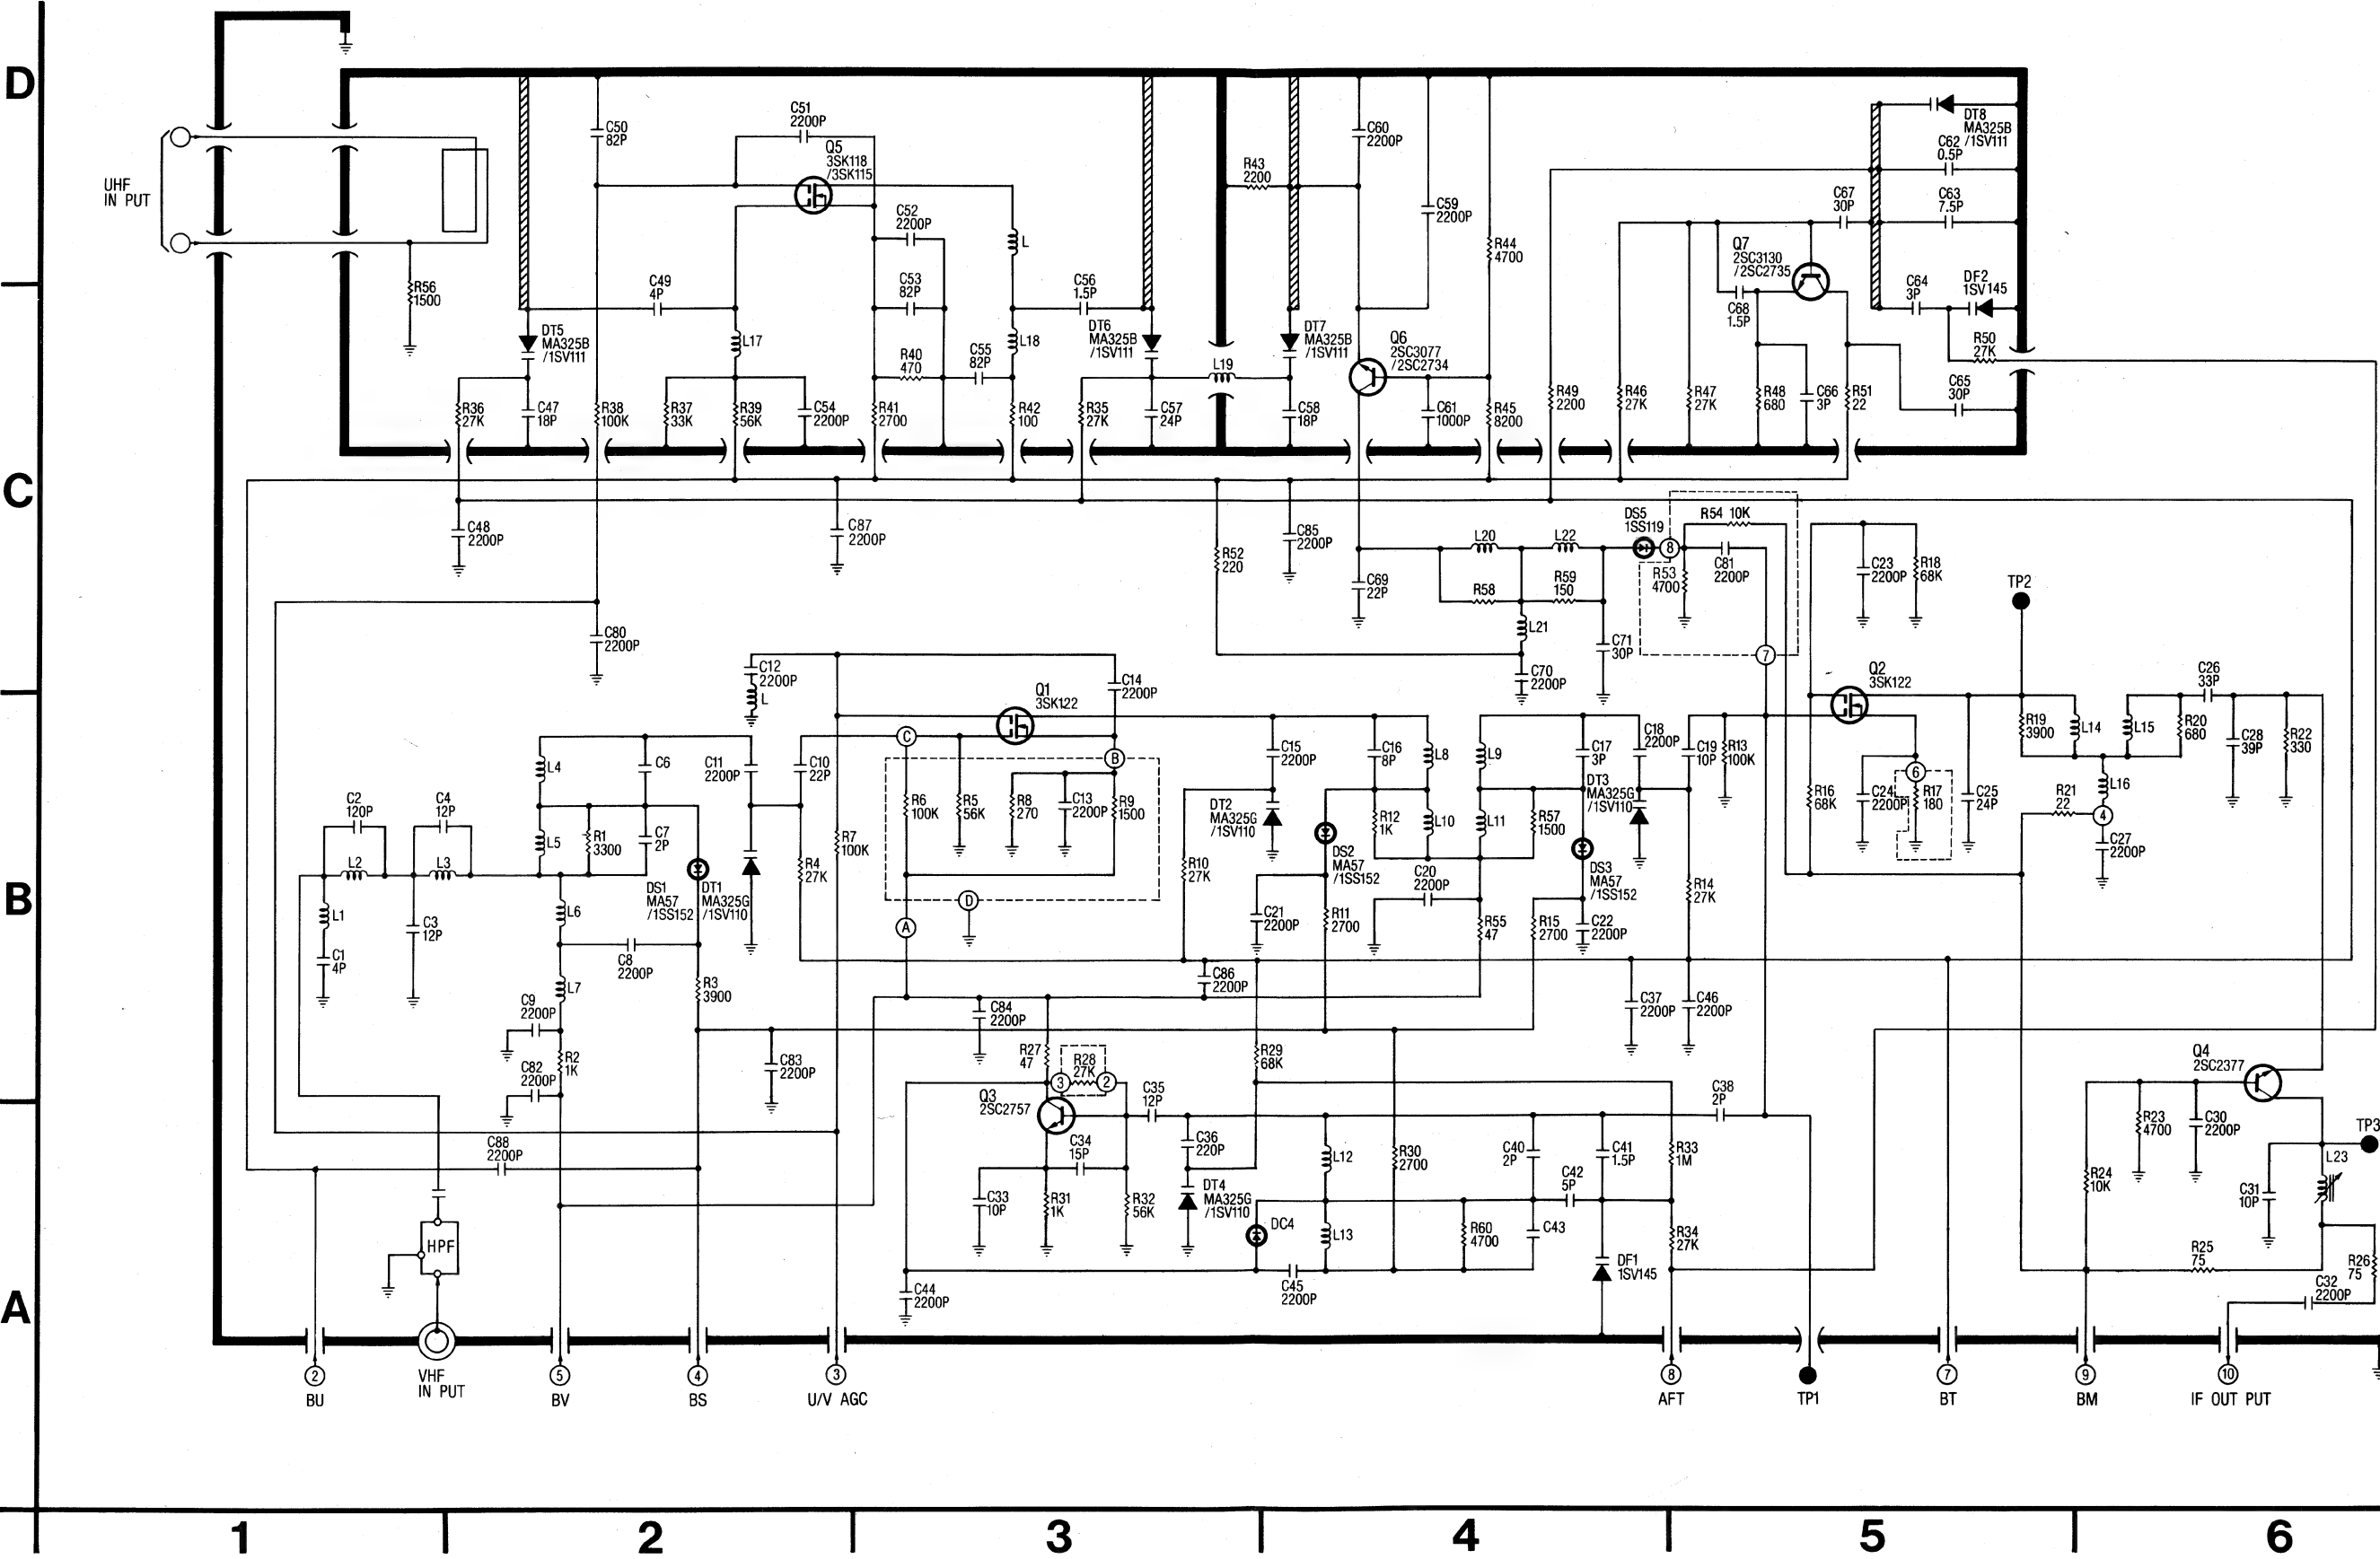 D
C
B
A
1
2
3
4
5
6
UHF
IN PUT
R56
1500
C50
82P
C51
2200P
Q5
3SK118
/3SK115
C52
2200P
C53
82P
C49
4P
L
C56
1.5P
DT5
MA325B
/1SV111
L17
R40
470
C55
82P
L18
DT6
MA325B
/1SV111
L19
R36
27K
C47
18P
R38
100K
R37
33K
R39
56K
C54
2200P
R41
2700
R42
100
R35
27K
C57
24P
C58
18P
R43
2200
C60
2200P
C59
2200P
R44
4700
DT7
MA325B
/1SV111
Q6
2SC3077
/2SC2734
C61
1000P
R45
8200
R49
2200
R46
27K
R47
27K
R48
680
C66
3P
R51
22
C65
30P
Q7
2SC3130
/2SC2735
C68
1.5P
C67
30P
DT8
MA325B
/1SV111
C62
0.5P
C63
7.5P
C64
3P
DF2
1SV145
R50
27K
C48
2200P
C87
2200P
C80
2200P
R52
220
C85
2200P
C69
22P
L20
L22
R58
R59
150
L21
C70
2200P
C71
30P
DS5
1SS119
8
R54 10K
R53
4700
C81
2200P
7
C23
2200P
R18
68K
TP2
C12
2200P
L
C14
2200P
Q1
3SK122
C
B
R6
100K
R5
56K
R8
270
C13
2200P
R9
1500
D
A
L4
C6
C11
2200P
C10
22P
C2
120P
C4
12P
L2
L3
L5
R1
3300
C7
2P
L1
C1
4P
C3
12P
L6
DS1
MA57
/1SS152
DT1
MA325G
/1SV110
R4
27K
R7
100K
C8
2200P
L7
R3
3900
C9
2200P
R2
1K
C82
2200P
C83
2200P
C15
2200P
C16
8P
L8
L9
C17
3P
C18
2200P
C19
10P
R13
100K
DT2
MA325G
/1SV110
R10
27K
DS2
MA57
/1SS152
R12
1K
L10
L11
R57
1500
DT3
MA325G
/1SV110
DS3
MA57
/1SS152
C20
2200P
C21
2200P
R11
2700
R55
47
R15
2700
C22
2200P
R14
27K
C86
2200P
C84
2200P
C37
2200P
C46
2200P
Q2
3SK122
R16
68K
C24
2200P
6
R17
180
C25
24P
R19
3900
L14
L15
R20
680
C26
33P
C28
39P
R22
330
L16
R21
22
4
C27
2200P
R27
47
3
R28
27K
2
Q3
2SC2757
C35
12P
R29
68K
C34
15P
C33
10P
R31
1K
R32
56K
C36
220P
DT4
MA325G
/1SV110
DC4
L12
L13
R30
2700
C40
2P
C41
1.5P
C42
5P
R60
4700
C43
R33
1M
R34
27K
DF1
1SV145
C38
2P
C44
2200P
C45
2200P
Q4
2SC2377
R23
4700
C30
2200P
R24
10K
TP3
L23
C31
10P
R25
75
R26
75
C32
2200P
C88
2200P
HPF
2
BU
VHF
IN PUT
5
BV
4
BS
3
U/V AGC
8
AFT
TP1
7
BT
9
BM
10
IF OUT PUT